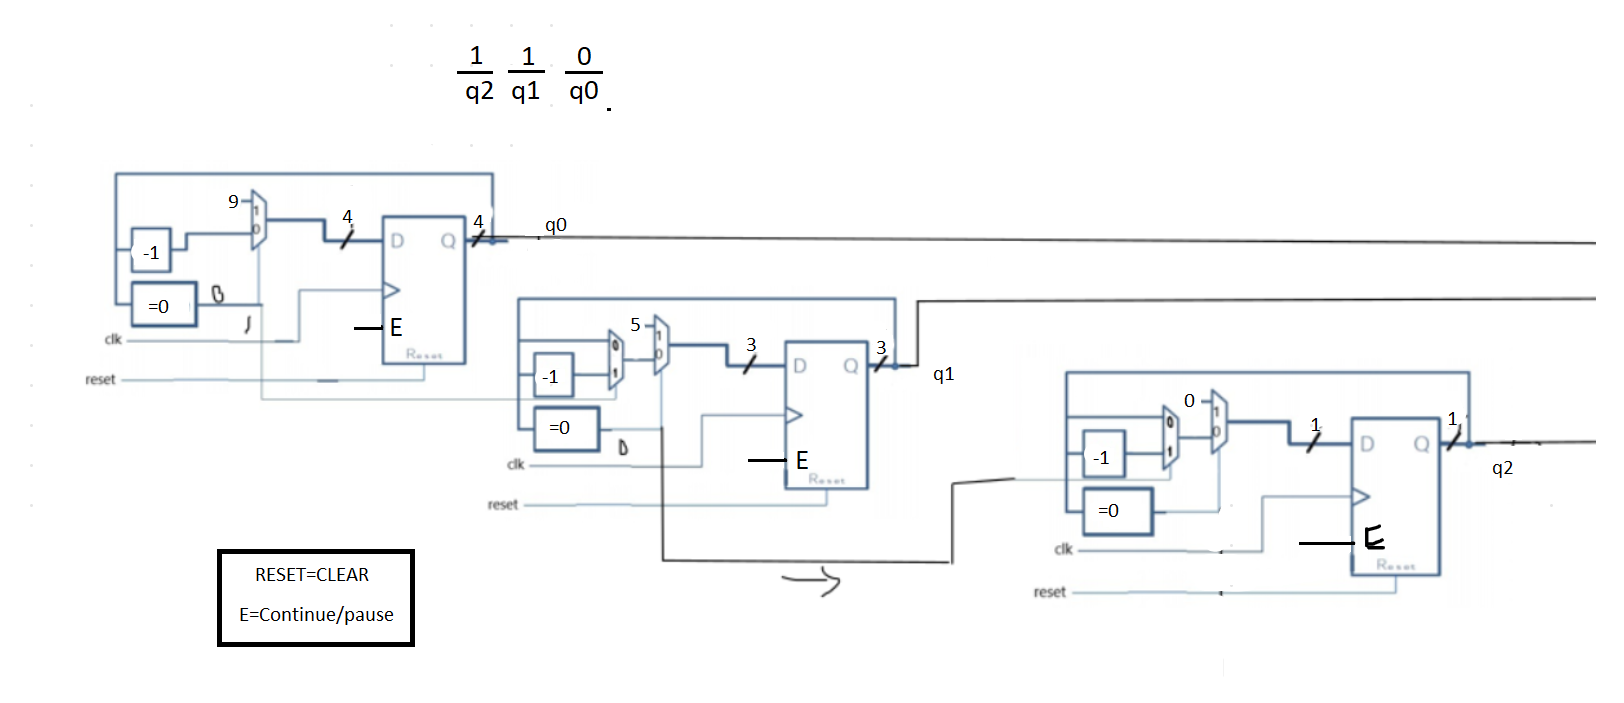 1 1 0
q2 q1 q0.
9
1
0
4
4
q0
-1
D Q
=0
0
1
clk
E
Reset
reset
5
1
0
0
1
3
3
q1
-1
D Q
=0
0
clk
E
Reset
reset
0
1
0
0
1
1
1
q2
-1
D Q
=0
clk
E
Reset
reset
RESET=CLEAR
E=Continue/pause